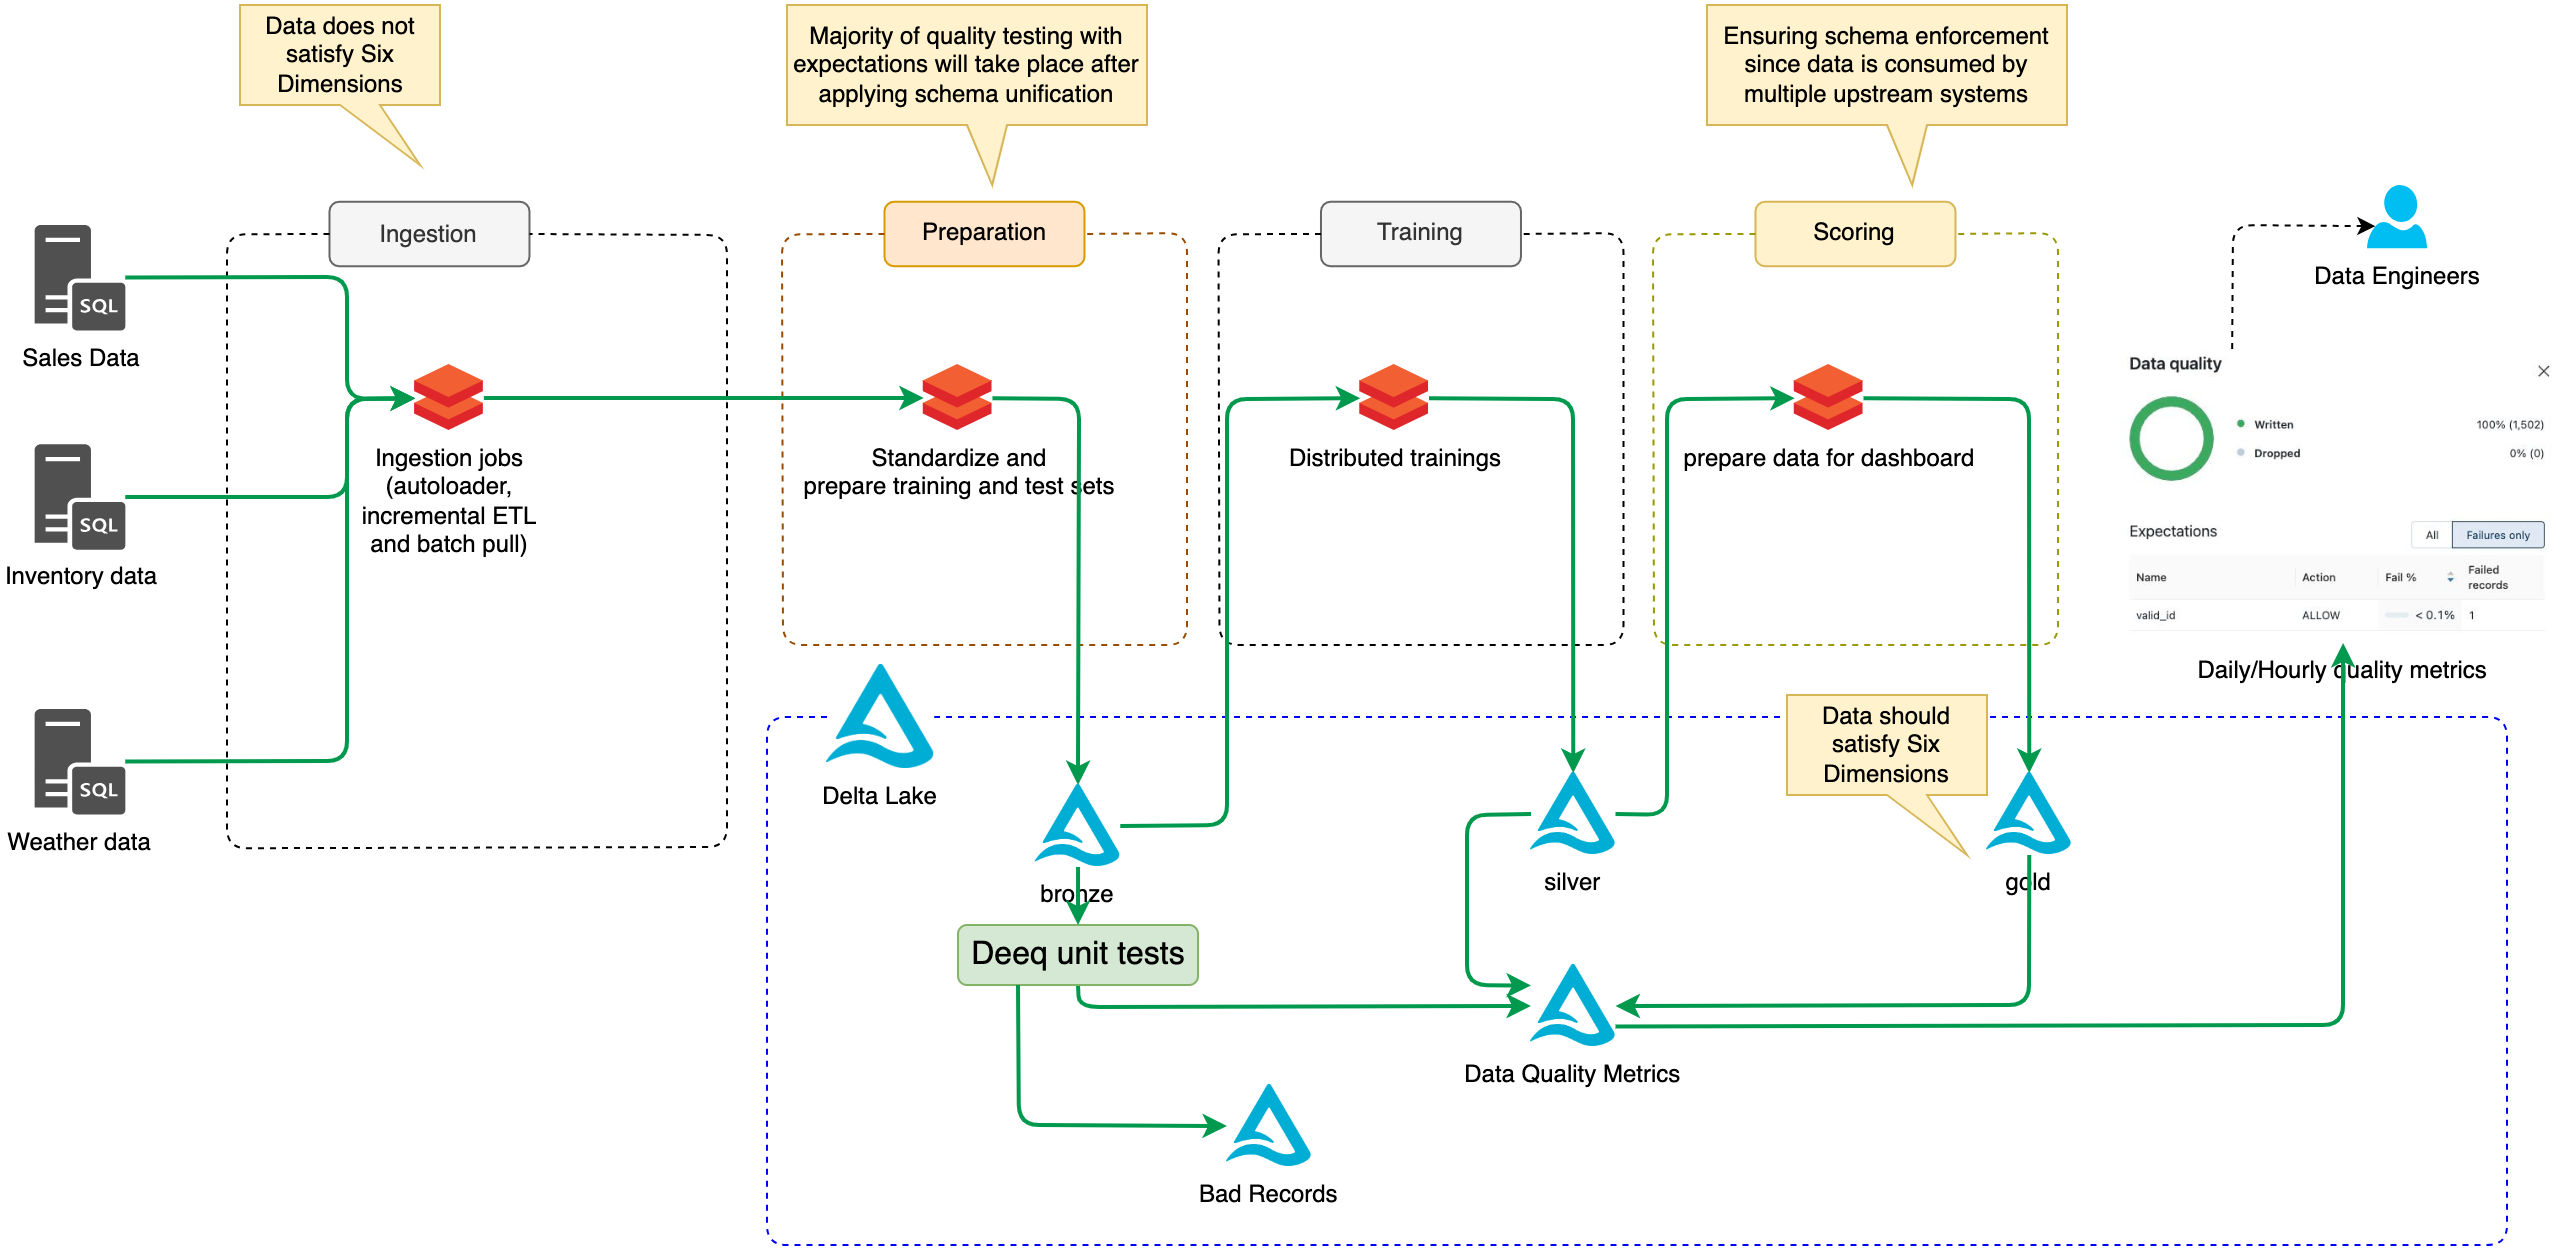 Data does not
satisfy Six
Dimensions
Majority of quality testing with
expectations will take place after
applying schema unification
Ensuring schema enforcement
since data is consumed by
multiple upstream systems
Ingestion
Preparation
Training
Scoring
Data Engineers
SQL
Sales Data
SQL
Inventory data
SQL
Weather data
Ingestion jobs
(autoloader,
incremental ETL
and batch pull)
Standardize and
prepare training and test sets
Distributed trainings
prepare data for dashboard
Data quality
Written
100% (1,502)
Dropped
0% (0)
Expectations
All
Failures only
Name
Action
Fail %
Failed
records
valid_id
ALLOW
< 0.1%
1
Daily/Hourly quality metrics
Delta Lake
Data should
satisfy Six
Dimensions
bronze
silver
gold
Deeq unit tests
Data Quality Metrics
Bad Records